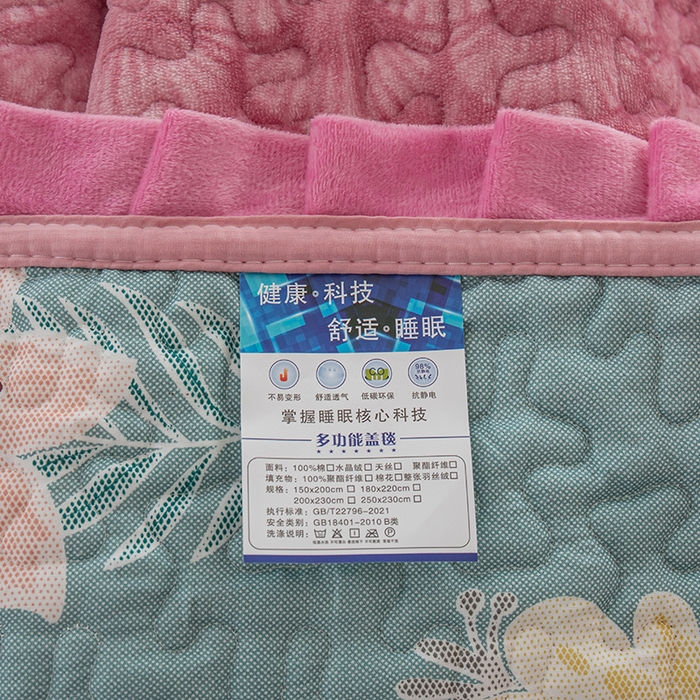 健康·科技
舒适·睡眠
98%
抗静电
不易变形 舒适透气 低碳环保 抗静电
掌握睡眠核心科技
多功能盖毯
★★★★★★★
面料：100%棉□水晶绒□天丝□ 聚酯纤维□
填充物：100%聚酯纤维□棉花□整张羽丝绒□
规格：150x200cm□ 180x220cm□
200x230cm□ 250x230cm□
执行标准：GB/T22796-2021
安全类别：GB18401-2010 B类
洗涤说明：